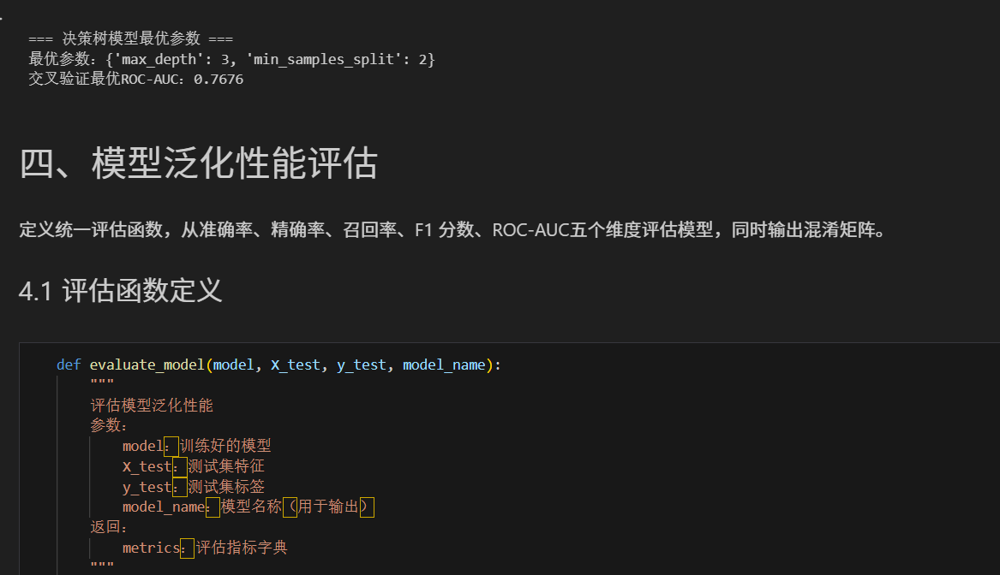 === 决策树模型最优参数 ===
最优参数：{'max_depth': 3, 'min_samples_split': 2}
交叉验证最优ROC-AUC：0.7676
四、模型泛化性能评估
定义统一评估函数，从准确率、精确率、召回率、F1 分数、ROC-AUC五个维度评估模型，同时输出混淆矩阵。
4.1 评估函数定义
def evaluate_model(model, X_test, y_test, model_name):
"""
评估模型泛化性能
参数：
model：训练好的模型
X_test：测试集特征
y_test：测试集标签
model_name：模型名称（用于输出）
返回：
metrics：评估指标字典
"""